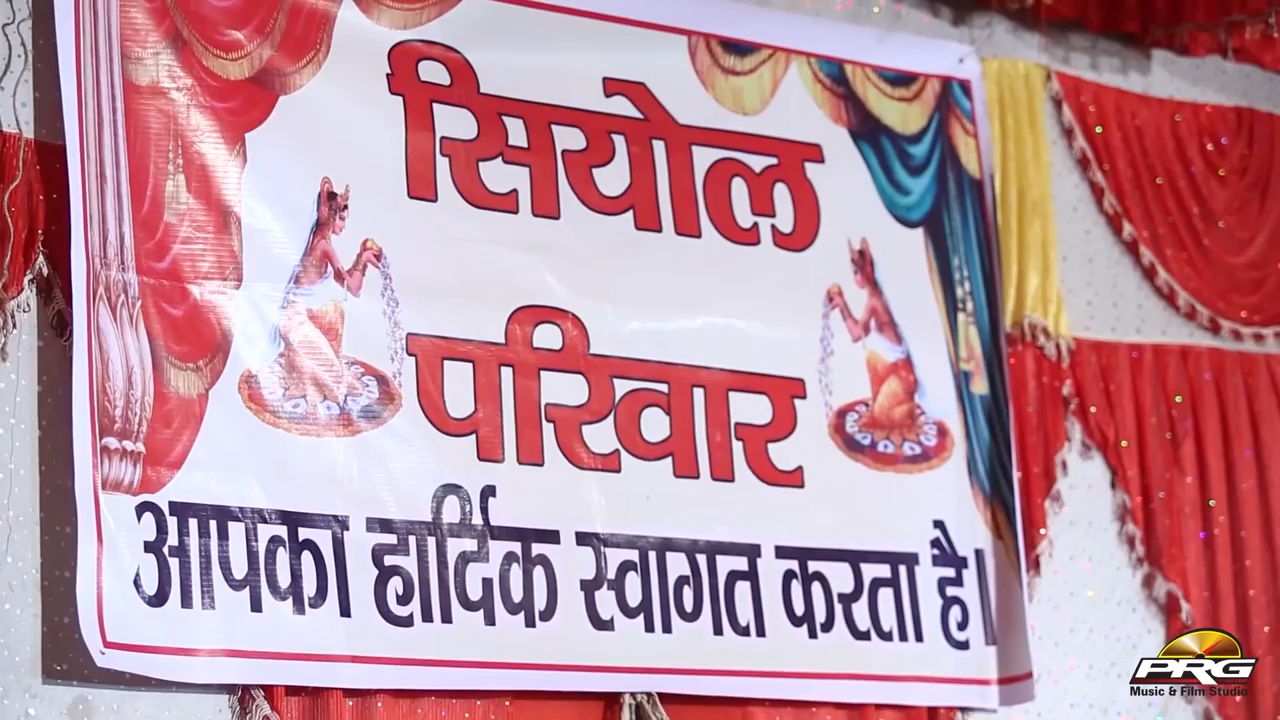 सियोल
परिवार
आपका हार्दिक स्वागत करता है।
PRG
Music & Film Studio